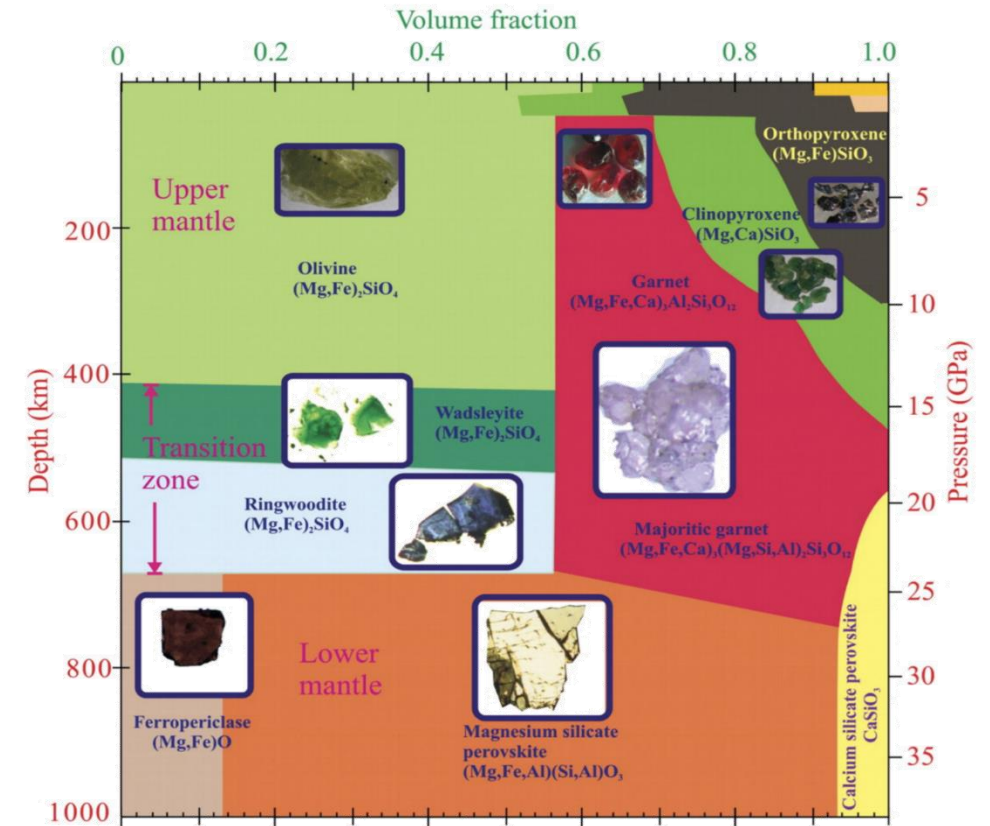 Volume fraction
0 0.2 0.4 0.6 0.8 1.0
Orthopyroxene
(Mg,Fe)SiO₃
Upper
mantle
5
Clinopyroxene
(Mg,Ca)SiO₃
200
Olivine
(Mg,Fe)₂SiO₄
Garnet
(Mg,Fe,Ca)₃Al₂Si₃O₁₂
10
400
Wadsleyite
(Mg,Fe)₂SiO₄
15
Depth (km)
Pressure (GPa)
Transition
zone
20
Ringwoodite
(Mg,Fe)₂SiO₄
600
Majoritic garnet
(Mg,Fe,Ca)₃(Mg,Si,Al)₂Si₃O₁₂
25
Lower
mantle
800
30
Ferropericlase
(Mg,Fe)O
Magnesium silicate
perovskite
(Mg,Fe,Al)(Si,Al)O₃
Calcium silicate perovskite
CaSiO₃
35
1000